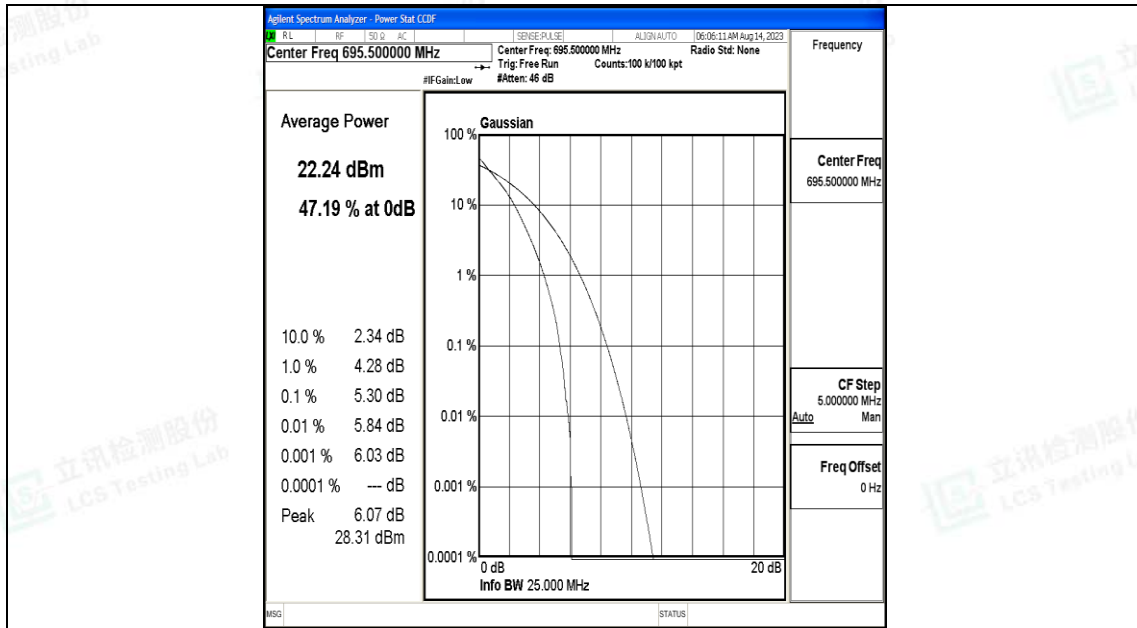 Agilent Spectrum Analyzer - Power Stat CCDF
RL RF 50 Ω AC SENSE:PULSE ALIGN AUTO 06:06:11 AM Aug 14, 2023
Center Freq 695.500000 MHz
Center Freq: 695.500000 MHz Radio Std: None
Trig: Free Run Counts:100 k/100 kpt
#IFGain:Low #Atten: 46 dB
Frequency
Average Power
22.24 dBm
47.19 % at 0dB
10.0 % 2.34 dB
1.0 % 4.28 dB
0.1 % 5.30 dB
0.01 % 5.84 dB
0.001 % 6.03 dB
0.0001 % --- dB
Peak 6.07 dB
28.31 dBm
Gaussian
100 %
10 %
1 %
0.1 %
0.01 %
0.001 %
0.0001 %
0 dB 20 dB
Info BW 25.000 MHz
Center Freq
695.500000 MHz
CF Step
5.000000 MHz
Auto Man
Freq Offset
0 Hz
MSG STATUS
立讯检测股份
LCS Testing Lab